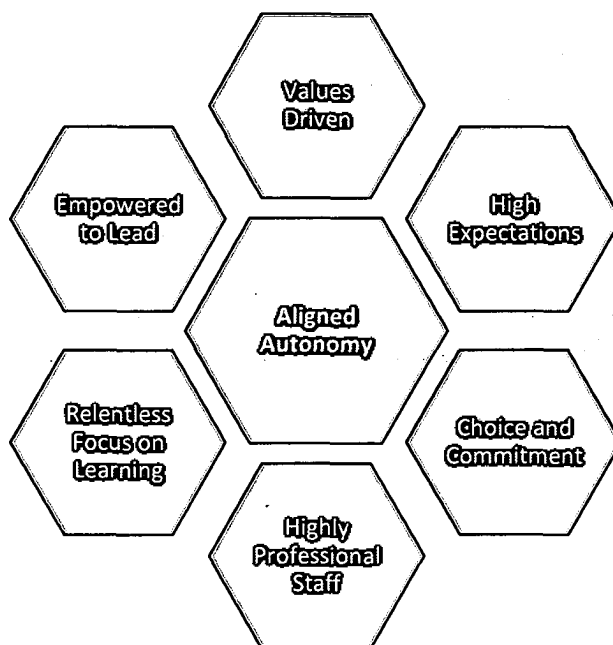 Values
Driven
Empowered
to Lead
High
Expectations
Aligned
Autonomy
Relentless
Focus on
Learning
Choice and
Commitment
Highly
Professional
Staff